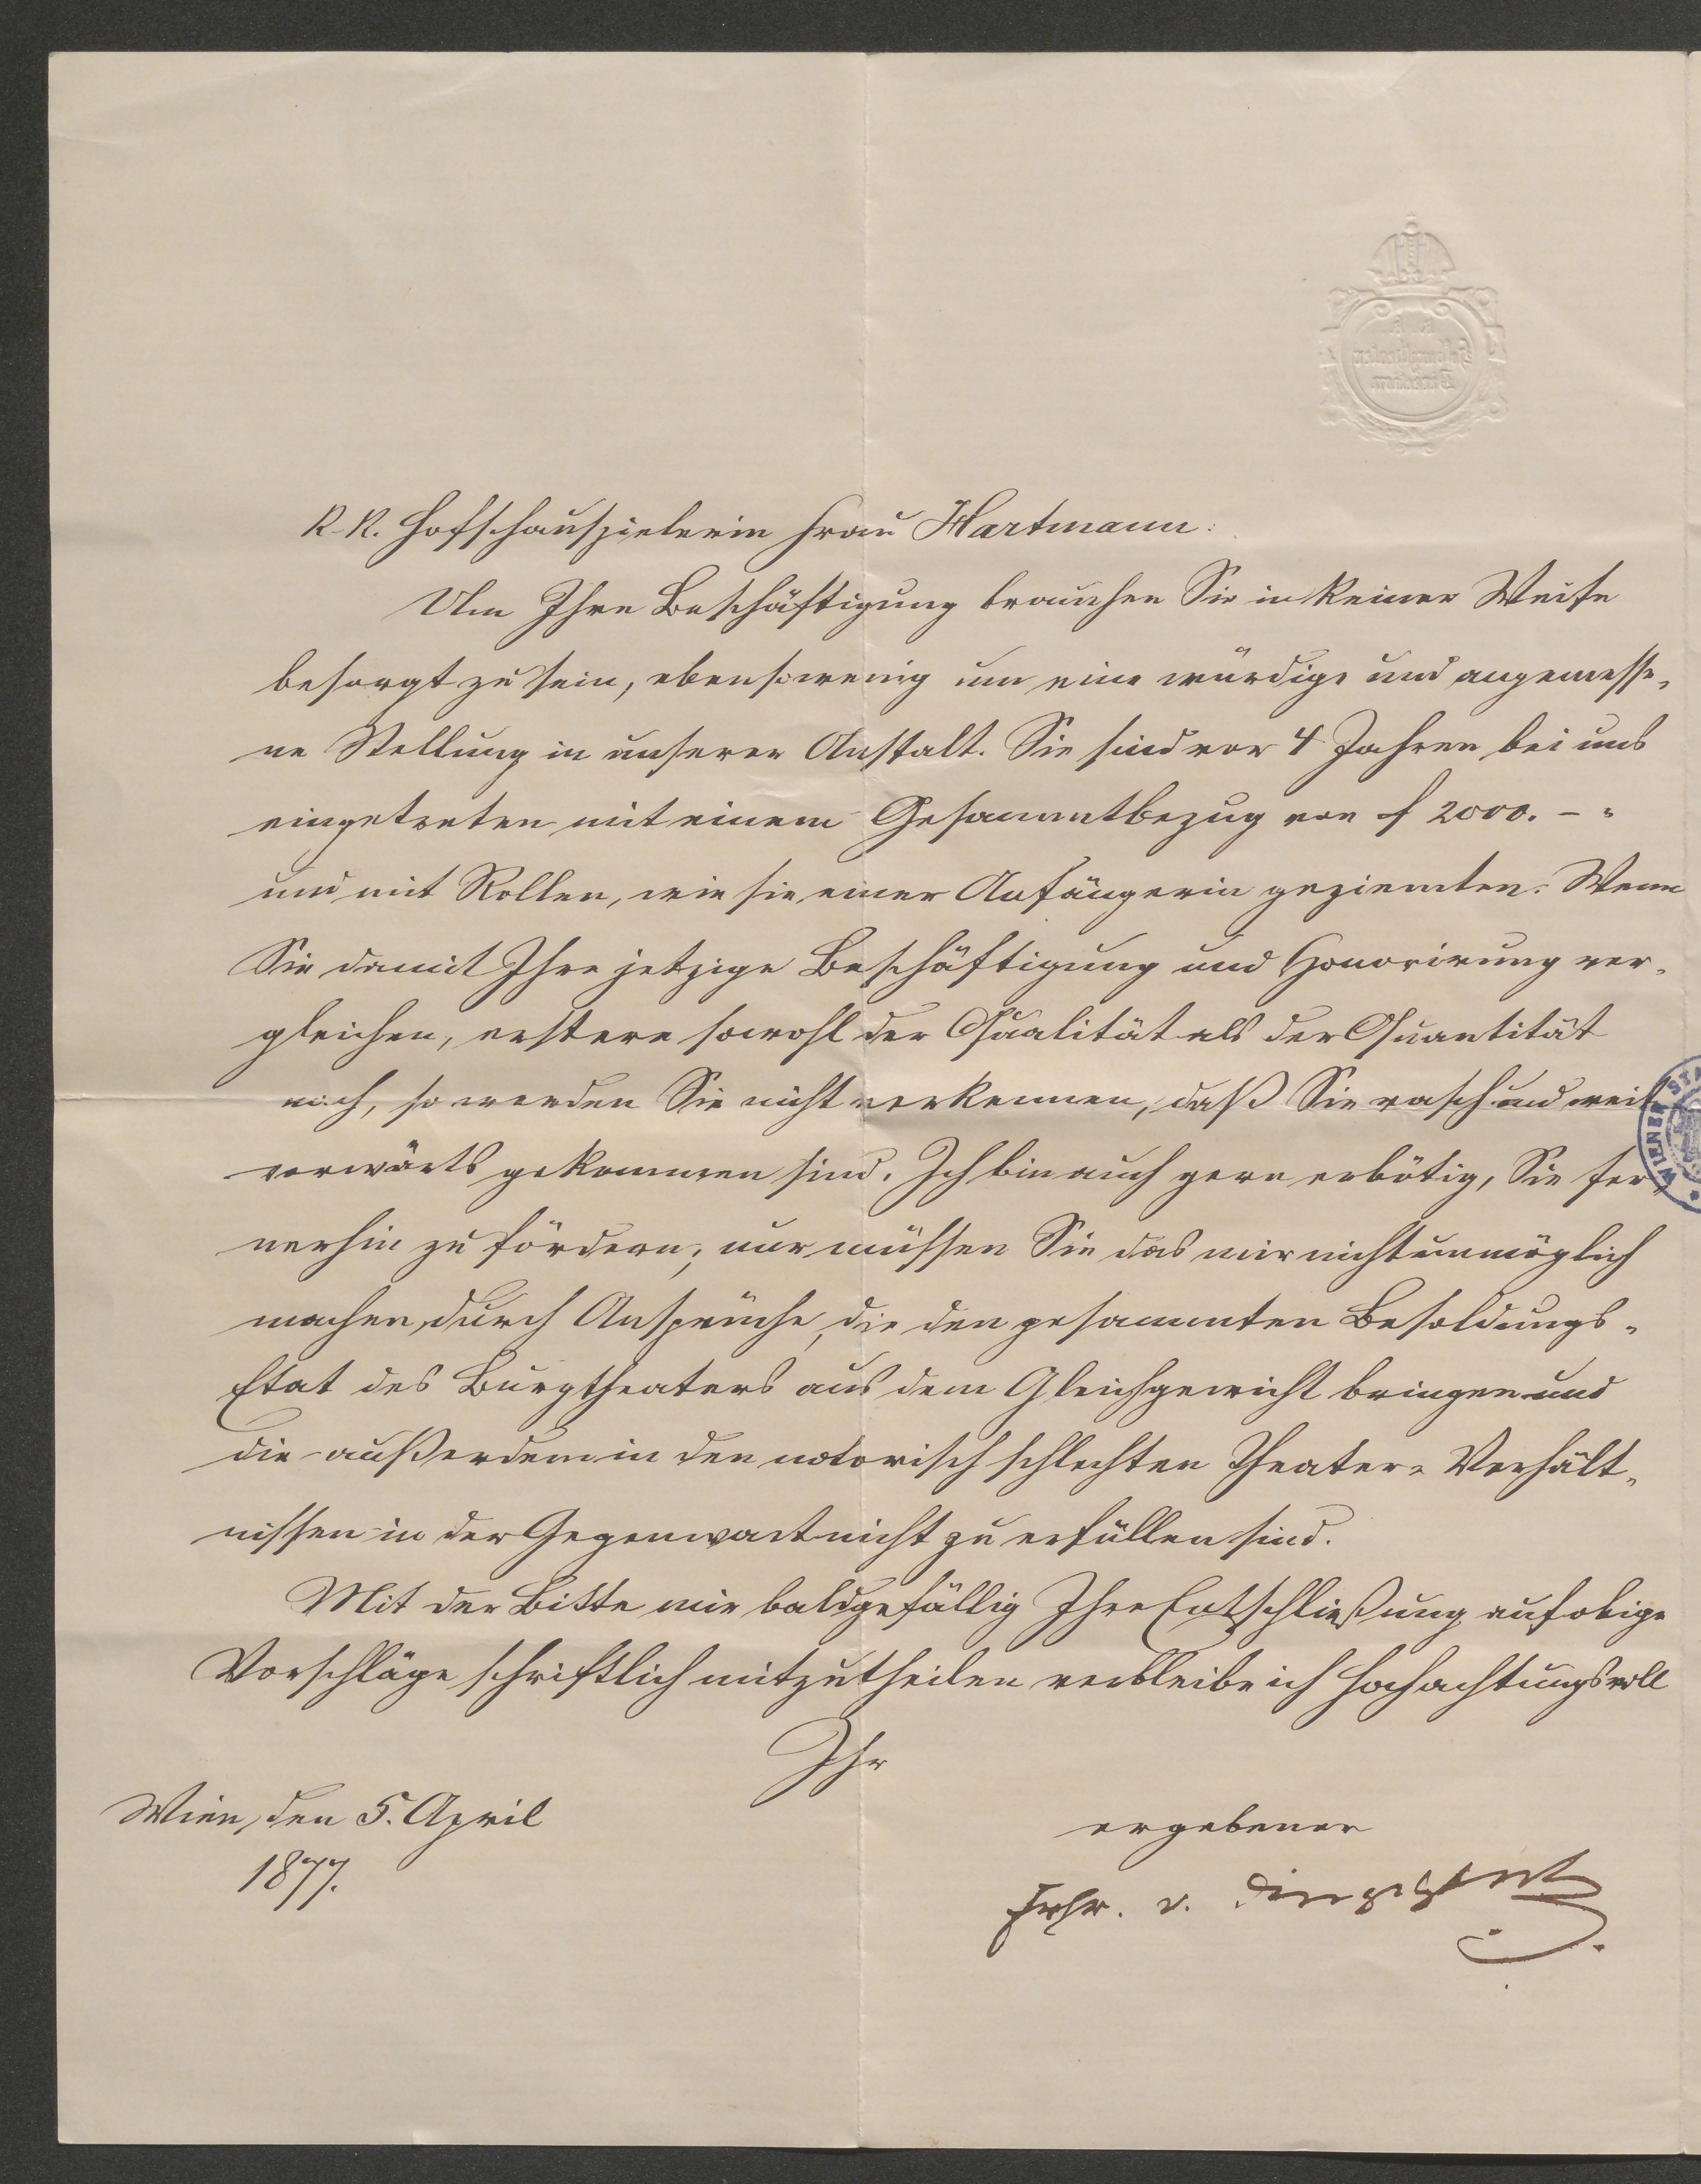 K. K. Hofschauspielerin Frau Hartmann:
Um Ihre Beschäftigung brauchen Sie in keiner Weise
besorgt zu sein, ebensowenig um eine würdige und angemesse-
ne Stellung in unserer Anstalt. Sie sind vor 4 Jahren bei uns
eingetreten mit einem Gesammtbezug von f 2000. – "
und mit Rollen, wie sie einer Anfängerin geziemten. Wenn
Sie damit Ihre jetzige Beschäftigung und Honorirung ver-
gleichen, erstere sowohl der Qualität als der Quantität
nach, so werden Sie nicht verkennen, daß Sie rasch und weit
vorwärts gekommen sind. Ich bin auch gern erbötig, Sie fer-
nerhin zu fördern; nur müssen Sie das mir nicht unmöglich
machen, durch Ansprüche, die den gesammten Besoldungs-
Etat des Burgtheaters aus dem Gleichgewicht bringen und
die außerdem in den notorisch schlechten Theater-Verhält-
nissen in der Gegenwart nicht zu erfüllen sind.
Mit der Bitte mir baldgefällig Ihre Entschließung auf obige
Vorschläge schriftlich mitzutheilen verbleibe ich hochachtungsvoll
Ihr
Wien, den 5. April
1877.
ergebener
Frhr. v. Dingelstedt
WIENER STA